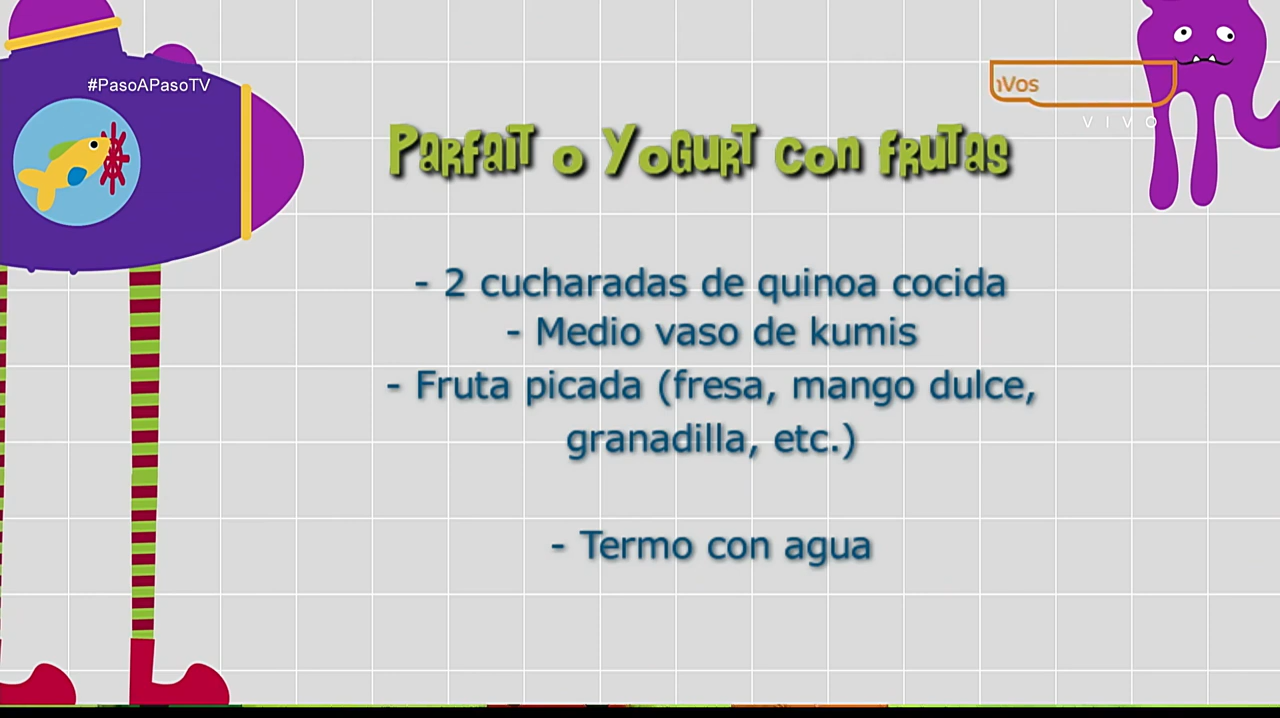 #PasoAPasoTV
Vos
VIVO
Parfait o Yogurt con frutas
- 2 cucharadas de quinoa cocida
- Medio vaso de kumis
- Fruta picada (fresa, mango dulce,
granadilla, etc.)
- Termo con agua